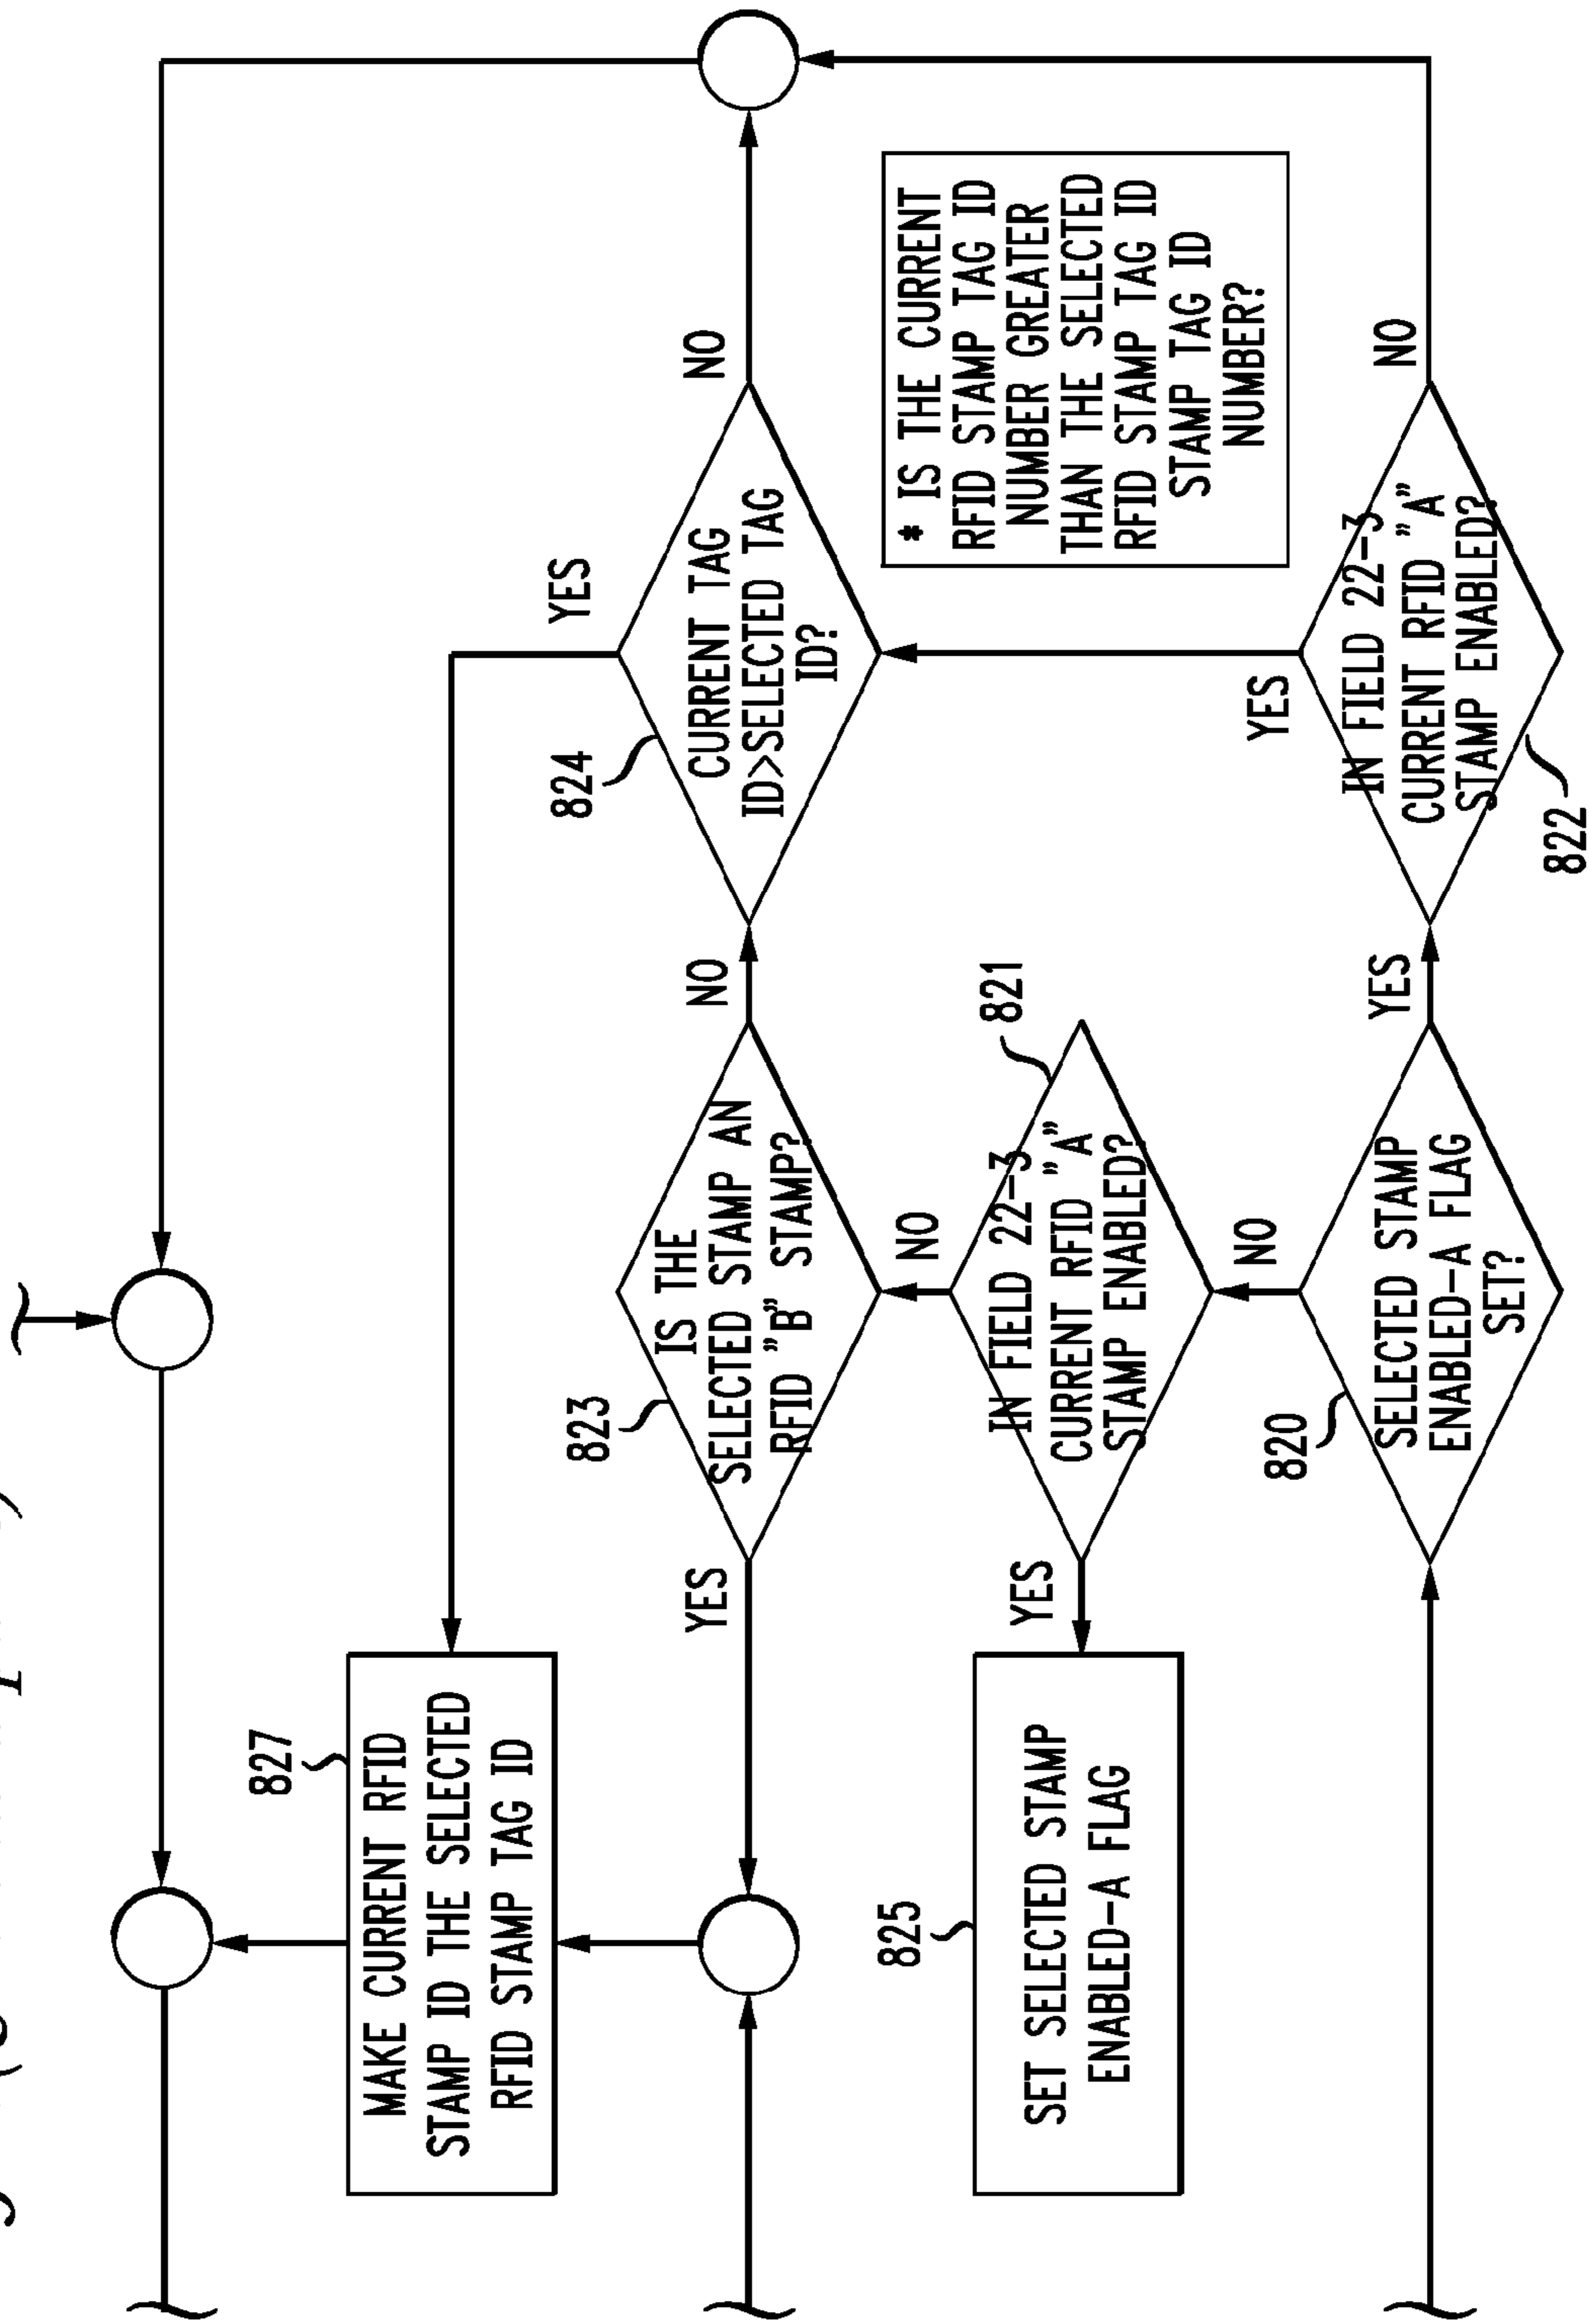 827
MAKE CURRENT RFID
STAMP ID THE SELECTED
RFID STAMP TAG ID
YES
824
CURRENT TAG
ID>SELECTED TAG
ID?
NO
823
IS THE
SELECTED STAMP AN
RFID "B" STAMP?
YES
NO
* IS THE CURRENT
RFID STAMP TAG ID
NUMBER GREATER
THAN THE SELECTED
RFID STAMP TAG ID
STAMP TAG ID
NUMBER?
825
SET SELECTED STAMP
ENABLED-A FLAG
YES
821
IN FIELD 22-3
CURRENT RFID "A"
STAMP ENABLED?
NO
820
SELECTED STAMP
ENABLED-A FLAG
SET?
NO
YES
822
IN FIELD 22-3
CURRENT RFID "A"
STAMP ENABLED?
YES
NO